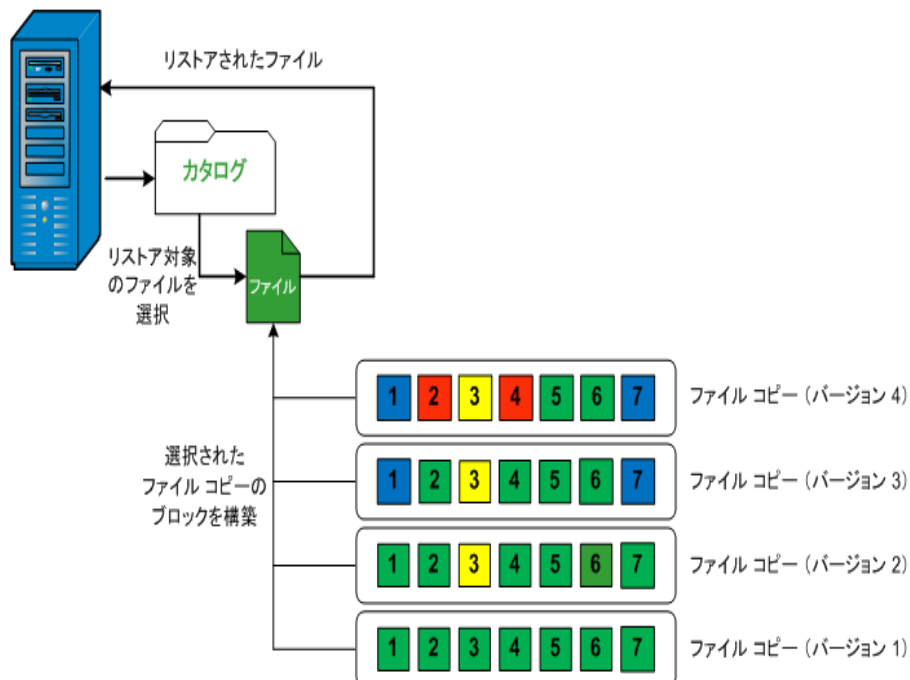 リストアされたファイル
カタログ
リストア対象
のファイルを
選択
ファイル
1 2 3 4 5 6 7
ファイル コピー（バージョン 4）
選択された
ファイル コピーの
ブロックを構築
1 2 3 4 5 6 7
ファイル コピー（バージョン 3）
1 2 3 4 5 6 7
ファイル コピー（バージョン 2）
1 2 3 4 5 6 7
ファイル コピー（バージョン 1）